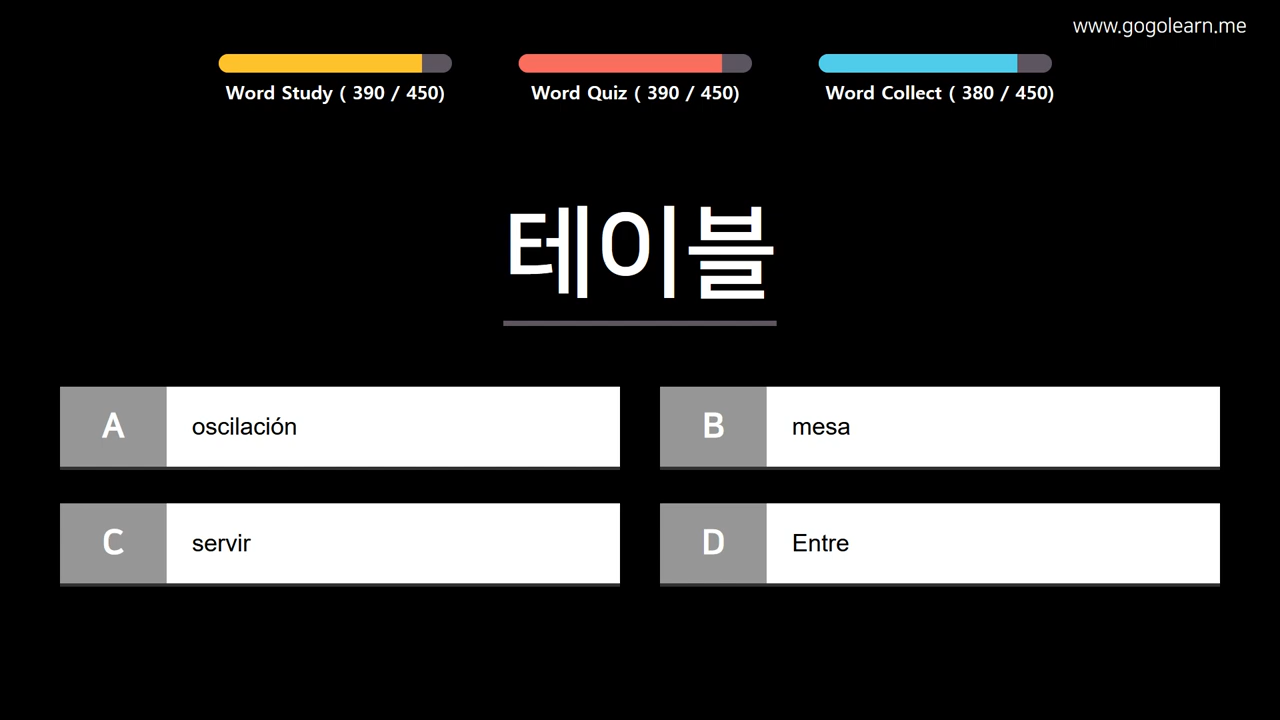 www.gogolearn.me
Word Study ( 390 / 450)
Word Quiz ( 390 / 450)
Word Collect ( 380 / 450)
테이블
A oscilación
B mesa
C servir
D Entre